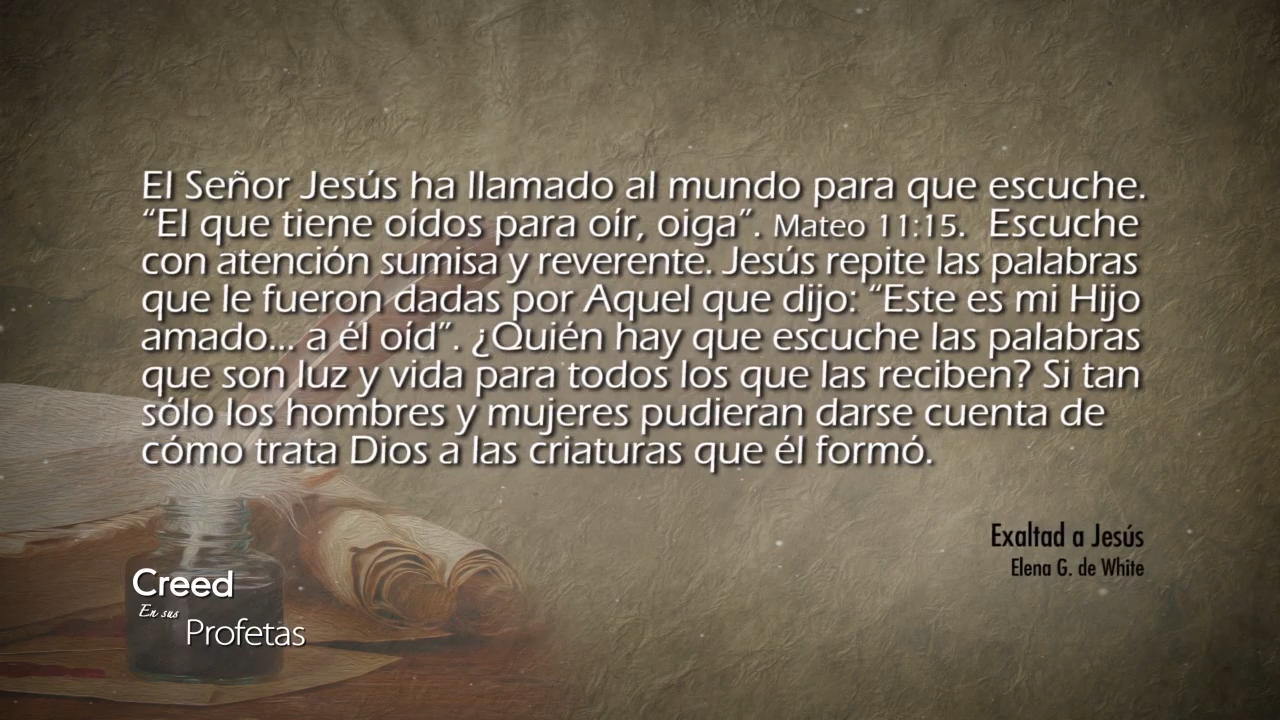 El Señor Jesús ha llamado al mundo para que escuche.
“El que tiene oídos para oír, oiga”. Mateo 11:15. Escuche
con atención sumisa y reverente. Jesús repite las palabras
que le fueron dadas por Aquel que dijo: “Este es mi Hijo
amado... a él oíd”. ¿Quién hay que escuche las palabras
que son luz y vida para todos los que las reciben? Si tan
sólo los hombres y mujeres pudieran darse cuenta de
cómo trata Dios a las criaturas que él formó.
Exaltad a Jesús
Elena G. de White
Creed
En sus
Profetas